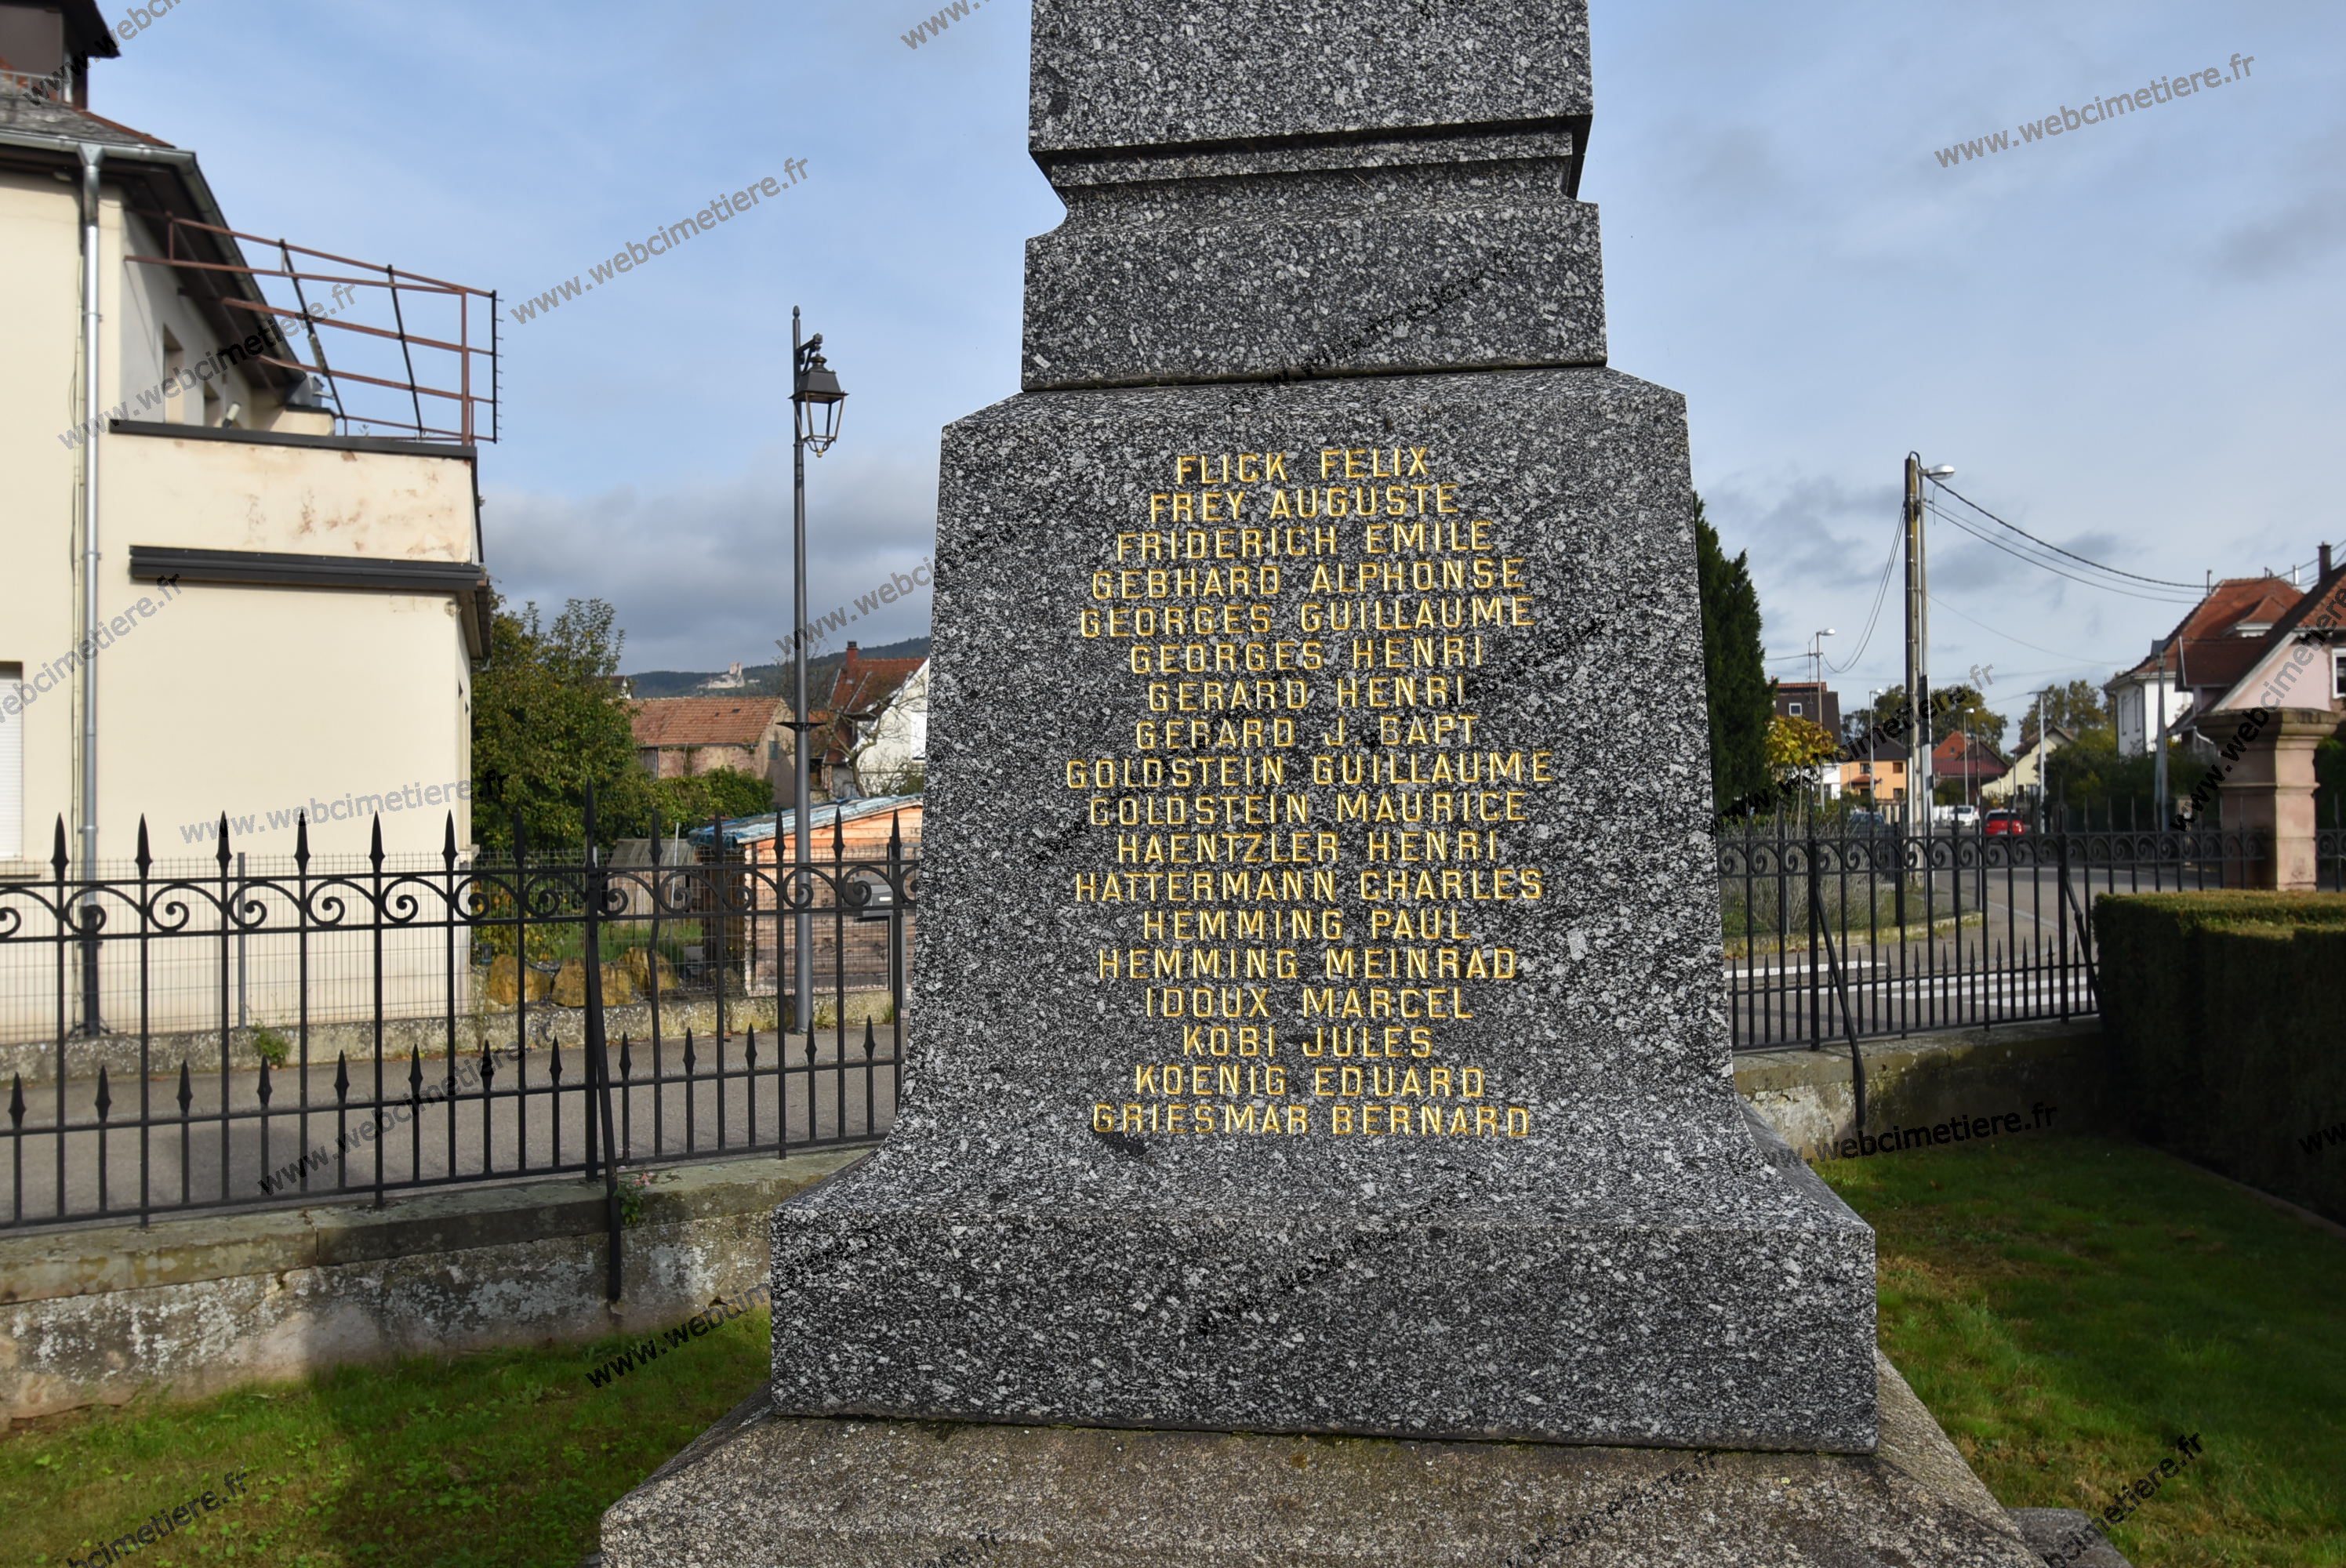 FLICK FELIX
FREY AUGUSTE
FRIDERICH EMILE
GEBHARD ALPHONSE
GEORGES GUILLAUME
GEORGES HENRI
GERARD HENRI
GERARD J. BAPT
GOLDSTEIN GUILLAUME
GOLDSTEIN MAURICE
HAENTZLER HENRI
HATTERMANN CHARLES
HEMMING PAUL
HEMMING MEINRAD
IDOUX MARCEL
KOBI JULES
KOENIG EDUARD
GRIESMAR BERNARD
www.webcimetiere.fr